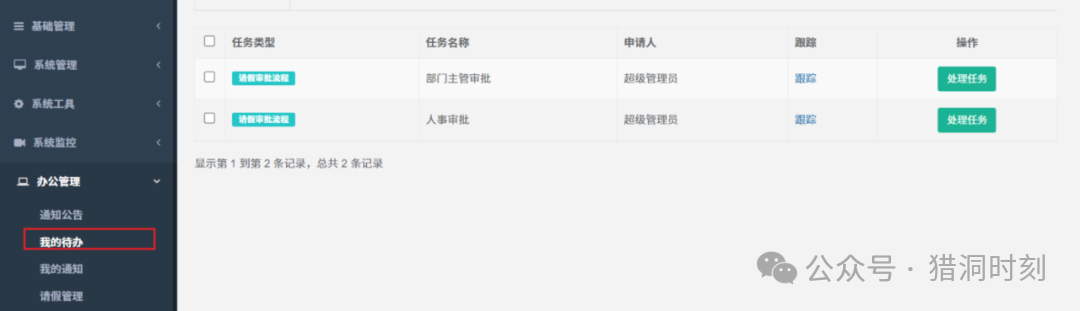 基础管理
系统管理
系统工具
系统监控
办公管理
通知公告
我的待办
我的通知
请假管理
任务类型 任务名称 申请人 跟踪 操作
请假审批流程 部门主管审批 超级管理员 跟踪 处理任务
请假审批流程 人事审批 超级管理员 跟踪 处理任务
显示第 1 到第 2 条记录，总共 2 条记录
公众号 · 猎洞时刻